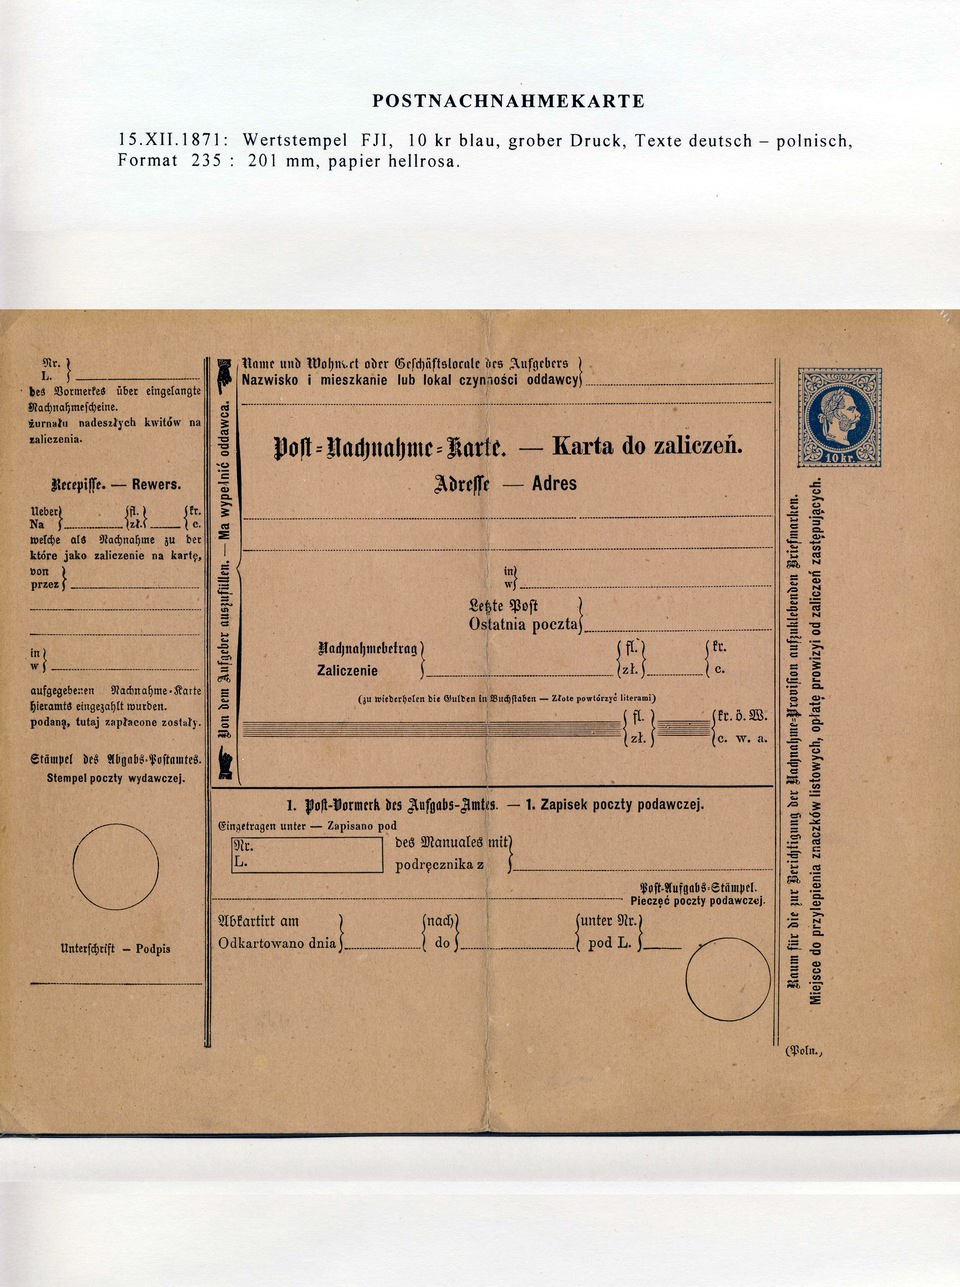 POSTNACHNAHMEKARTE
15.XII.1871: Wertstempel FJI, 10 kr blau, grober Druck, Texte deutsch – polnisch,
Format 235 : 201 mm, papier hellrosa.
Nr.
L.
des Vormerkes über eingelangte
Nachnahmescheine.
żurnału nadeszłych kwitów na
zaliczenia.
Recepisse. — Rewers.
Ueber fl. kr.
Na zł. c.
welche als Nachnahme zu der
które jako zaliczenie na kartę,
von
przez
in
w
aufgegebenen Nachnahme-Karte
hieramts eingezahlt wurden.
podaną, tutaj zapłacone zostały.
Stämpel des Abgabs-Postamtes.
Stempel poczty wydawczej.
Unterschrift — Podpis
Von dem Aufgeber auszufüllen. — Ma wypełnić oddawca.
Name und Wohnort oder Geschäftslocale des Aufgebers
Nazwisko i mieszkanie lub lokal czynności oddawcy
Post-Nachnahme-Karte. — Karta do zaliczeń.
Adresse — Adres
in
w
Letzte Post
Ostatnia poczta
Nachnahmebetrag fl. kr.
Zaliczenie zł. c.
(zu wiederholen die Gulden in Buchstaben — Złote powtórzyć literami)
fl. kr. ö. W.
zł. c. w. a.
1. Post-Vormerk des Aufgabs-Amtes. — 1. Zapisek poczty podawczej.
Eingetragen unter — Zapisano pod
Nr. des Manuales mit
L. podręcznika z
Post-Aufgabs-Stämpel.
Pieczęć poczty podawczej.
Abkartirt am nach unter Nr.
Odkartowano dnia do pod L.
10 kr.
Raum für die zur Berichtigung der Nachnahme-Provision aufzuklebenden Briefmarken.
Miejsce do przylepienia znaczków listowych, opłatę prowizyi od zaliczeń zastępujących.
(Poln.)